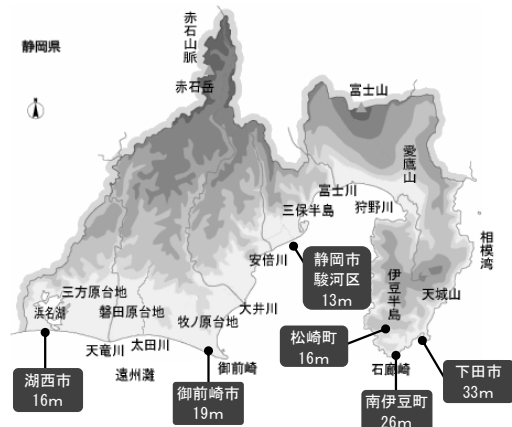 静岡県
赤石山脈
赤石岳
富士山
愛鷹山
富士川
狩野川
三保半島
相模湾
安倍川
静岡市
駿河区
13m
伊豆半島
天城山
三方原台地
浜名湖
磐田原台地
大井川
牧ノ原台地
松崎町
16m
天竜川
太田川
御前崎
石廊崎
遠州灘
湖西市
16m
御前崎市
19m
下田市
33m
南伊豆町
26m